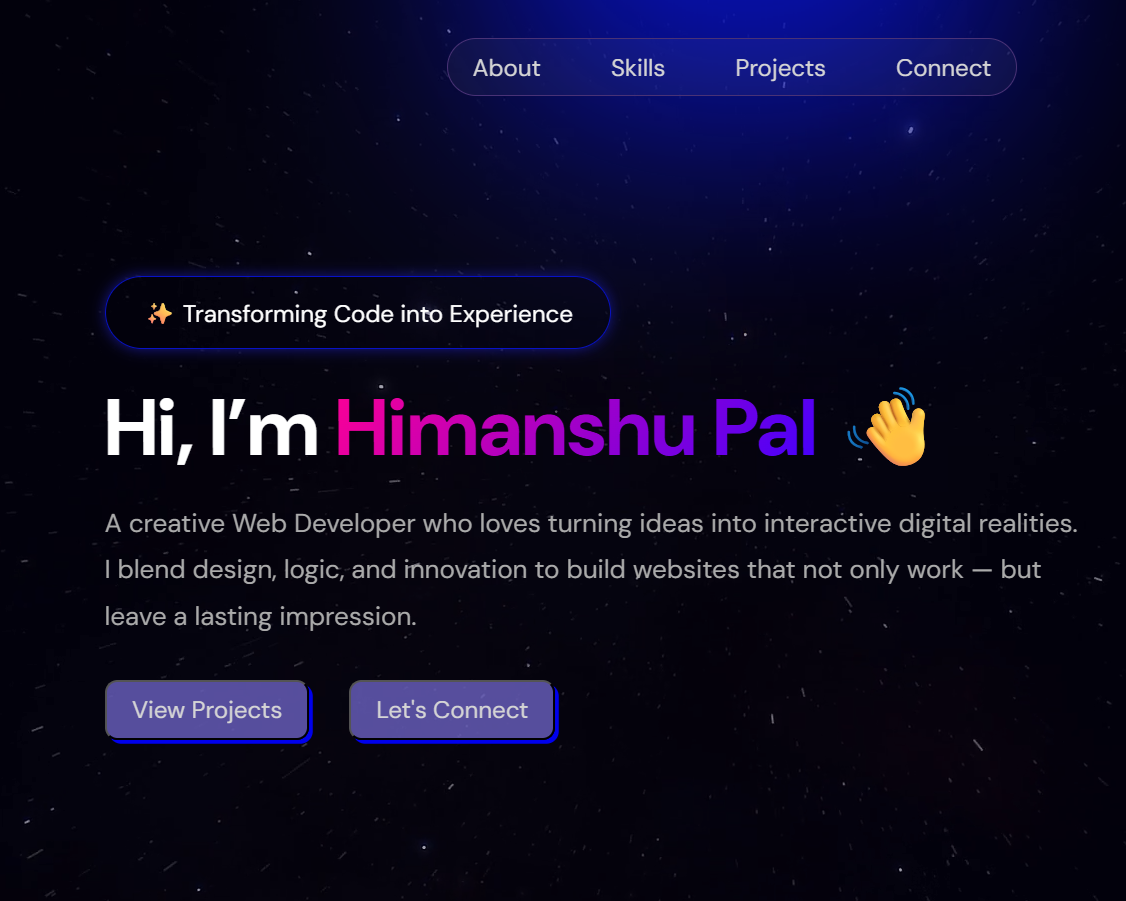 About Skills Projects Connect
✨ Transforming Code into Experience
Hi, I’m Himanshu Pal 👋
A creative Web Developer who loves turning ideas into interactive digital realities.
I blend design, logic, and innovation to build websites that not only work — but
leave a lasting impression.
View Projects Let's Connect